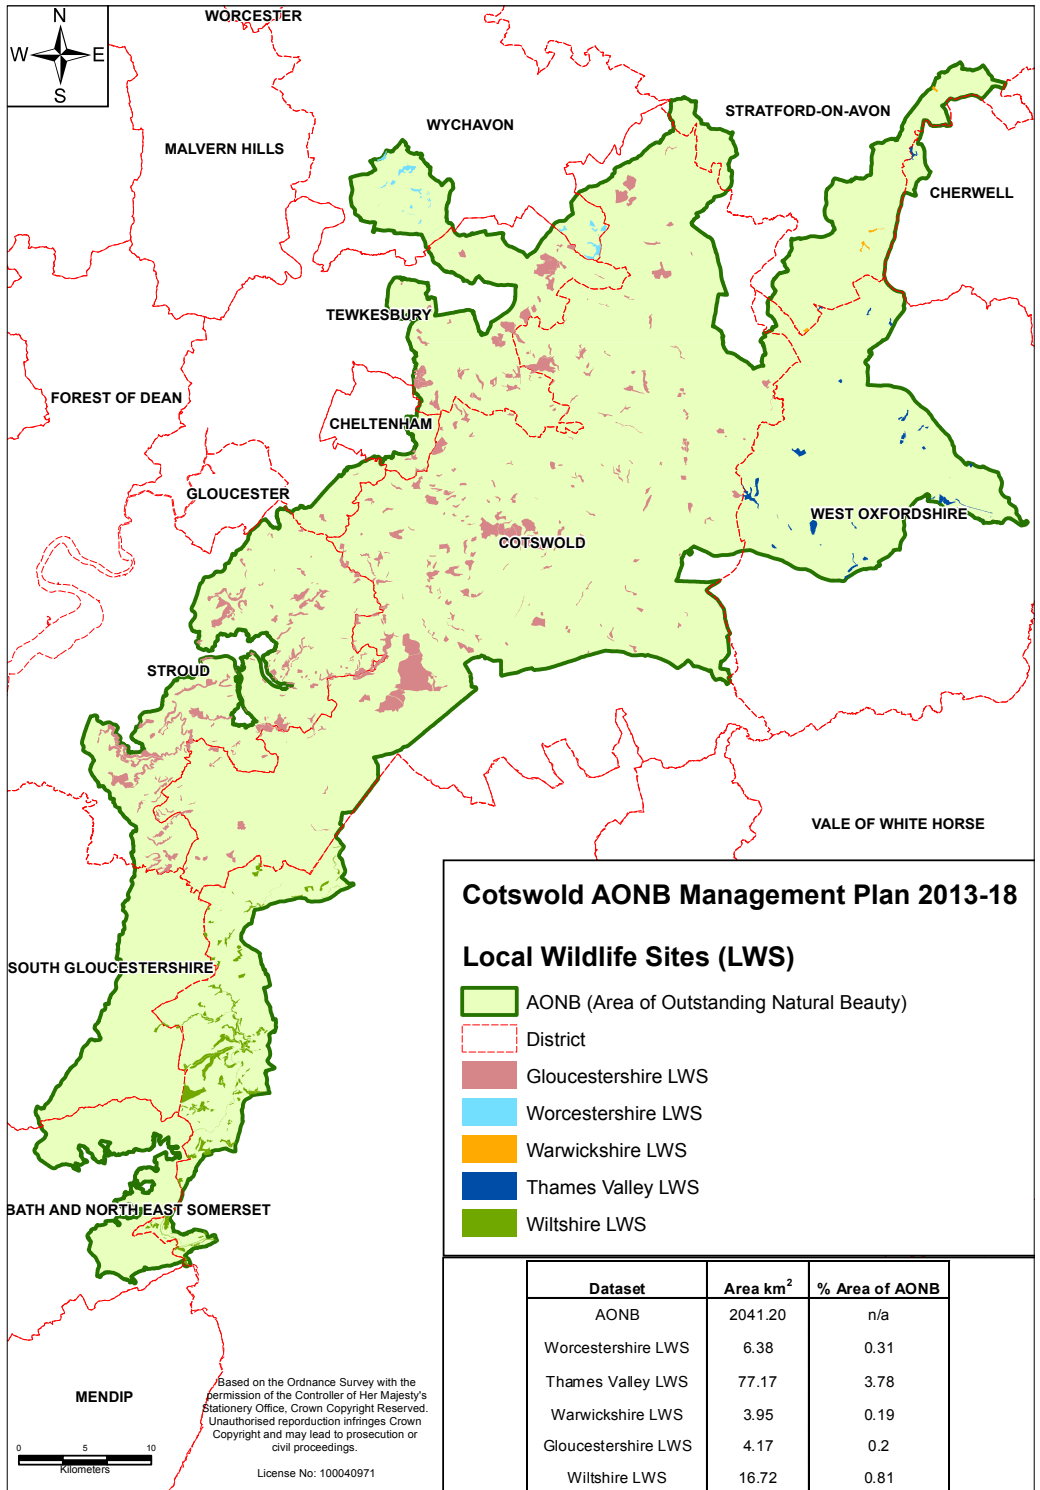 WORCESTER
N
W E
S
WYCHAVON
STRATFORD-ON-AVON
MALVERN HILLS
CHERWELL
TEWKESBURY
FOREST OF DEAN
CHELTENHAM
GLOUCESTER
WEST OXFORDSHIRE
COTSWOLD
STROUD
VALE OF WHITE HORSE
SOUTH GLOUCESTERSHIRE
BATH AND NORTH EAST SOMERSET
MENDIP
Cotswold AONB Management Plan 2013-18
Local Wildlife Sites (LWS)
AONB (Area of Outstanding Natural Beauty)
District
Gloucestershire LWS
Worcestershire LWS
Warwickshire LWS
Thames Valley LWS
Wiltshire LWS
Dataset Area km² % Area of AONB
AONB 2041.20 n/a
Worcestershire LWS 6.38 0.31
Thames Valley LWS 77.17 3.78
Warwickshire LWS 3.95 0.19
Gloucestershire LWS 4.17 0.2
Wiltshire LWS 16.72 0.81
Based on the Ordnance Survey with the
permission of the Controller of Her Majesty's
Stationery Office, Crown Copyright Reserved.
Unauthorised reporduction infringes Crown
Copyright and may lead to prosecution or
civil proceedings.
License No: 100040971
0 5 10
Kilometers